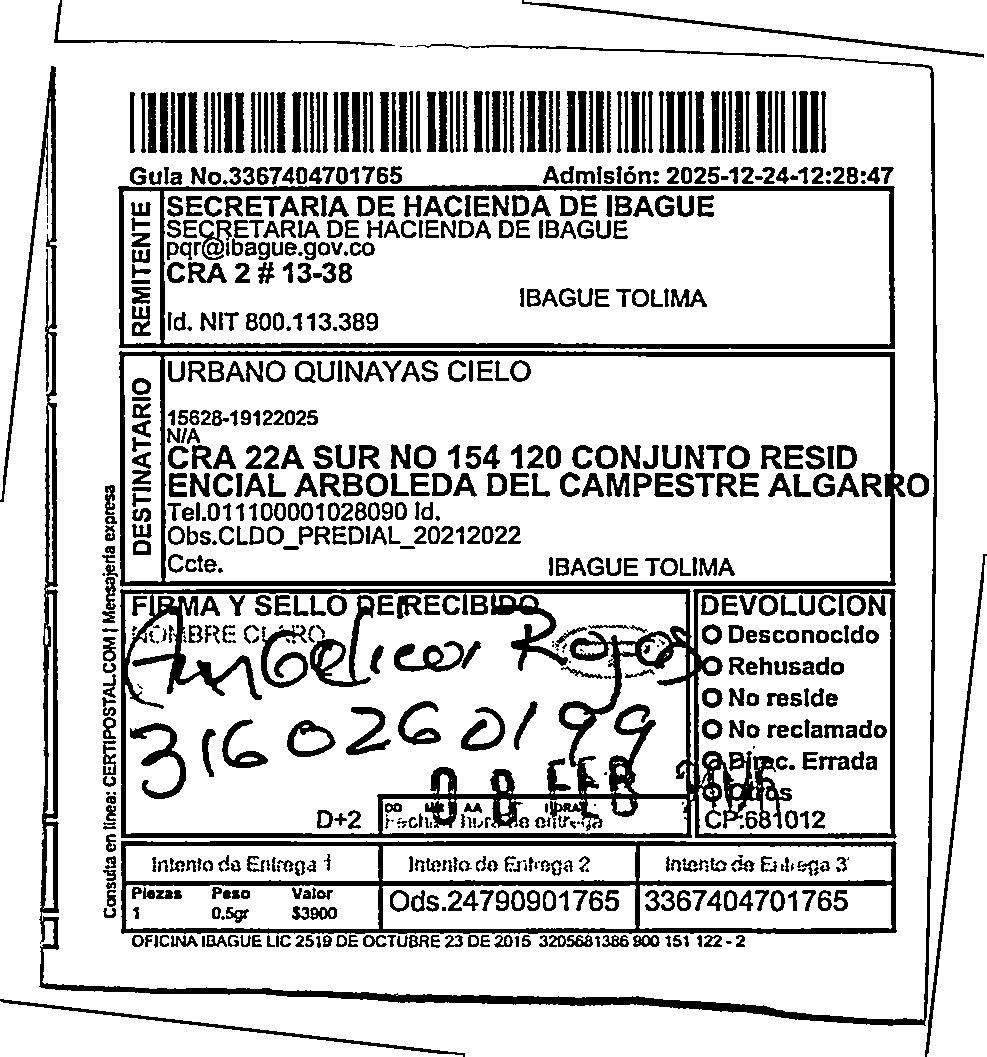 Guia No.3367404701765 Admisión: 2025-12-24-12:28:47
REMITENTE
SECRETARIA DE HACIENDA DE IBAGUE
SECRETARIA DE HACIENDA DE IBAGUE
pqr@ibague.gov.co
CRA 2 # 13-38
IBAGUE TOLIMA
Id. NIT 800.113.389
DESTINATARIO
URBANO QUINAYAS CIELO
15628-19122025
N/A
CRA 22A SUR NO 154 120 CONJUNTO RESID
ENCIAL ARBOLEDA DEL CAMPESTRE ALGARRO
Tel.011100001028090 Id.
Obs.CLDO_PREDIAL_20212022
Ccte. IBAGUE TOLIMA
Consulta en línea: CERTIPOSTAL.COM | Mensajería expresa
FIRMA Y SELLO DE RECIBIDO
NOMBRE CLARO
Angelica Rojas
3160260199
08 FEB
D+2
DD MM AA HORA
Fecha y hora de entrega
DEVOLUCION
Desconocido
Rehusado
No reside
No reclamado
Direc. Errada
Otros
CP:681012
Intento de Entrega 1 Intento de Entrega 2 Intento de Entrega 3
Piezas Peso Valor
1 0.5gr $3900
Ods.24790901765 3367404701765
OFICINA IBAGUE LIC 2519 DE OCTUBRE 23 DE 2015 3205681386 900 151 122 - 2